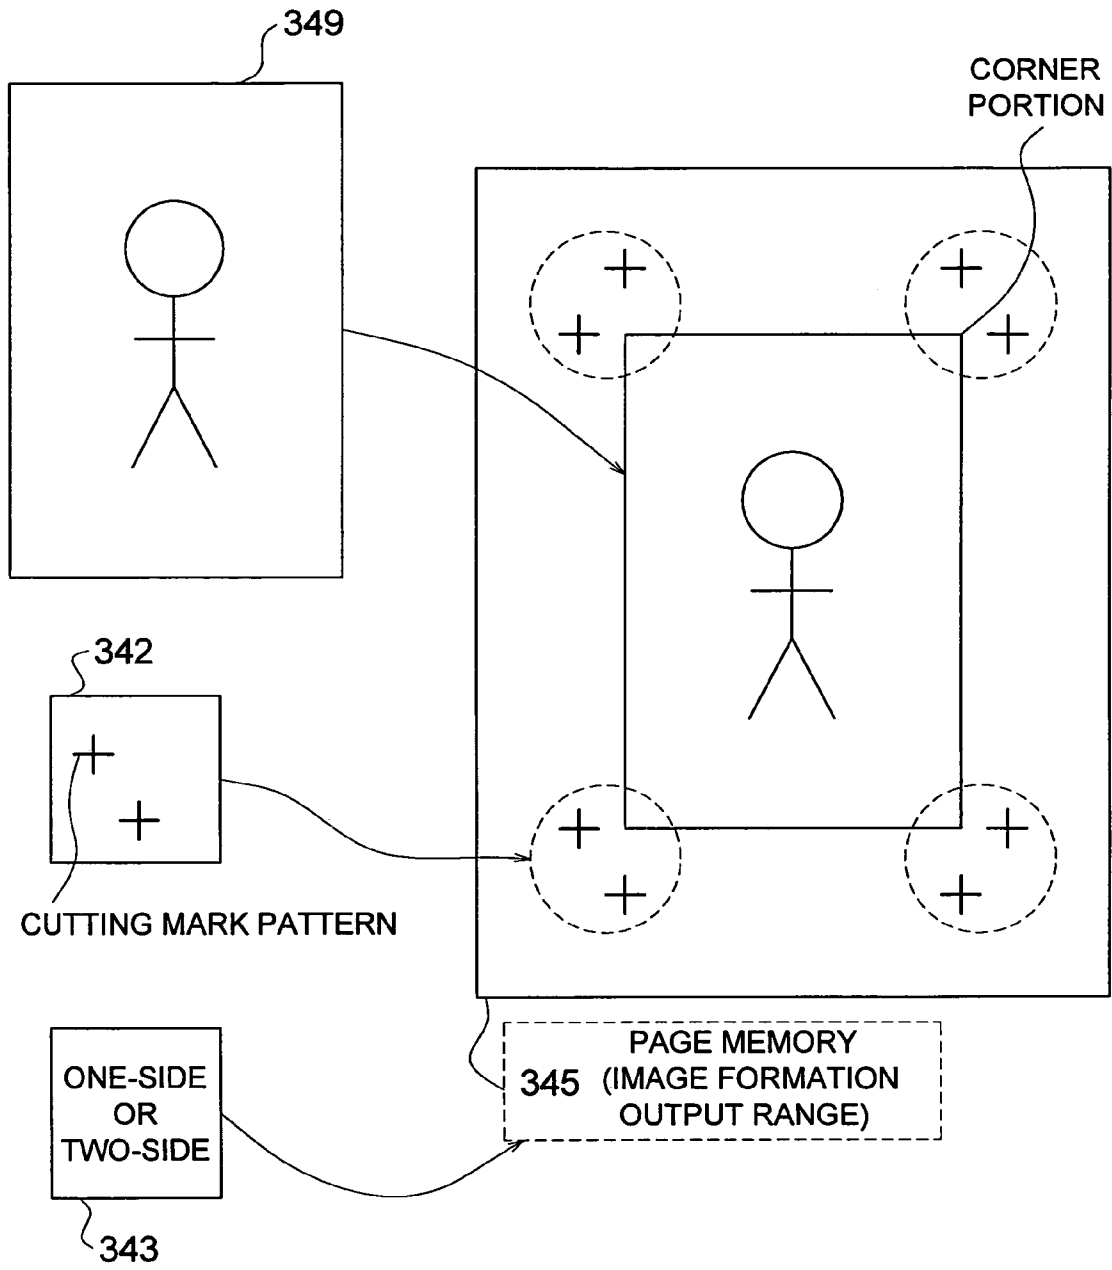 349
CORNER
PORTION
342
CUTTING MARK PATTERN
ONE-SIDE
OR
TWO-SIDE
343
PAGE MEMORY
345 (IMAGE FORMATION
OUTPUT RANGE)